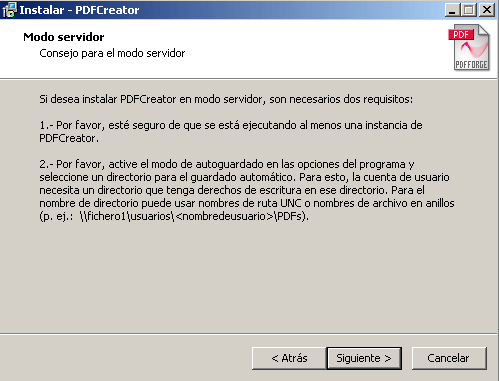 Instalar - PDFCreator
Modo servidor
Consejo para el modo servidor
PDF
PDFFORGE
Si desea instalar PDFCreator en modo servidor, son necesarios dos requisitos:
1.- Por favor, esté seguro de que se está ejecutando al menos una instancia de
PDFCreator.
2.- Por favor, active el modo de autoguardado en las opciones del programa y
seleccione un directorio para el guardado automático. Para esto, la cuenta de usuario
necesita un directorio que tenga derechos de escritura en ese directorio. Para el
nombre de directorio puede usar nombres de ruta UNC o nombres de archivo en anillos
(p. ej.: \\fichero1\usuarios\<nombredeusuario>\PDFs).
< Atrás
Siguiente >
Cancelar